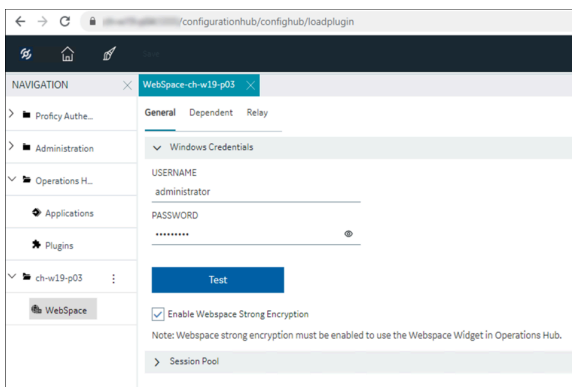 /configurationhub/confighub/loadplugin
NAVIGATION
WebSpace-ch-w19-p03
Proficy Authe...
Administration
Operations H...
Applications
Plugins
ch-w19-p03
WebSpace
General Dependent Relay
Windows Credentials
USERNAME
administrator
PASSWORD
•••••••••
Test
Enable Webspace Strong Encryption
Note: Webspace strong encryption must be enabled to use the Webspace Widget in Operations Hub.
Session Pool